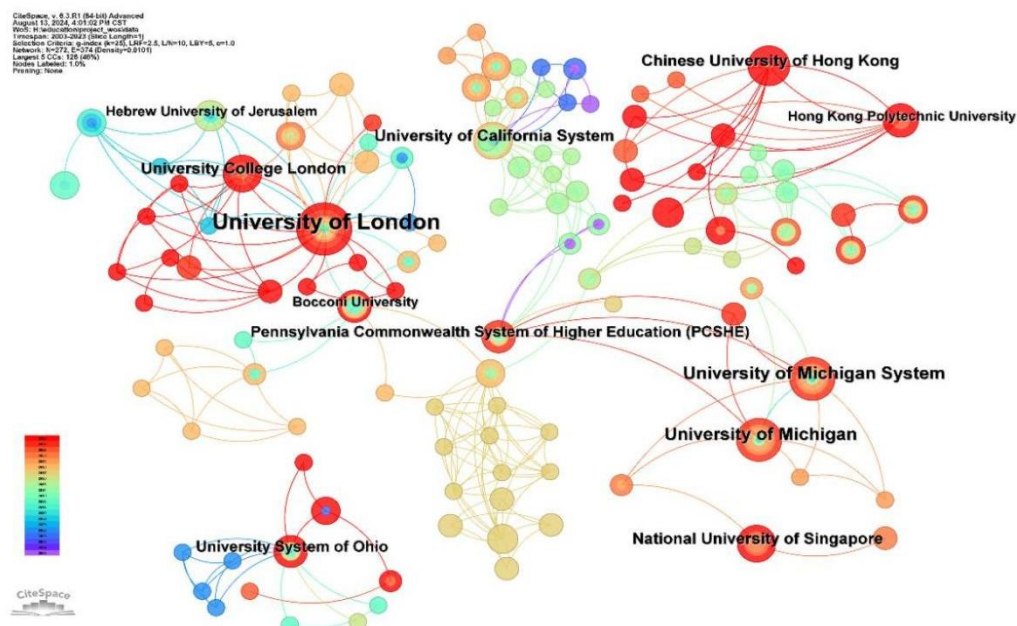 CiteSpace, v. 6.3.R1 (64-bit) Advanced
August 13, 2024, 4:01:02 PM CST
WoS: H:\education\project_wos\data
Timespan: 2003-2023 (Slice Length=1)
Selection Criteria: g-index (k=25), LRF=2.5, L/N=10, LBY=5, e=1.0
Network: N=272, E=374 (Density=0.0101)
Largest 5 CCs: 126 (46%)
Nodes Labeled: 1.0%
Pruning: None
Chinese University of Hong Kong
Hebrew University of Jerusalem
Hong Kong Polytechnic University
University of California System
University College London
University of London
Bocconi University
Pennsylvania Commonwealth System of Higher Education (PCSHE)
University of Michigan System
University of Michigan
National University of Singapore
University System of Ohio
CiteSpace